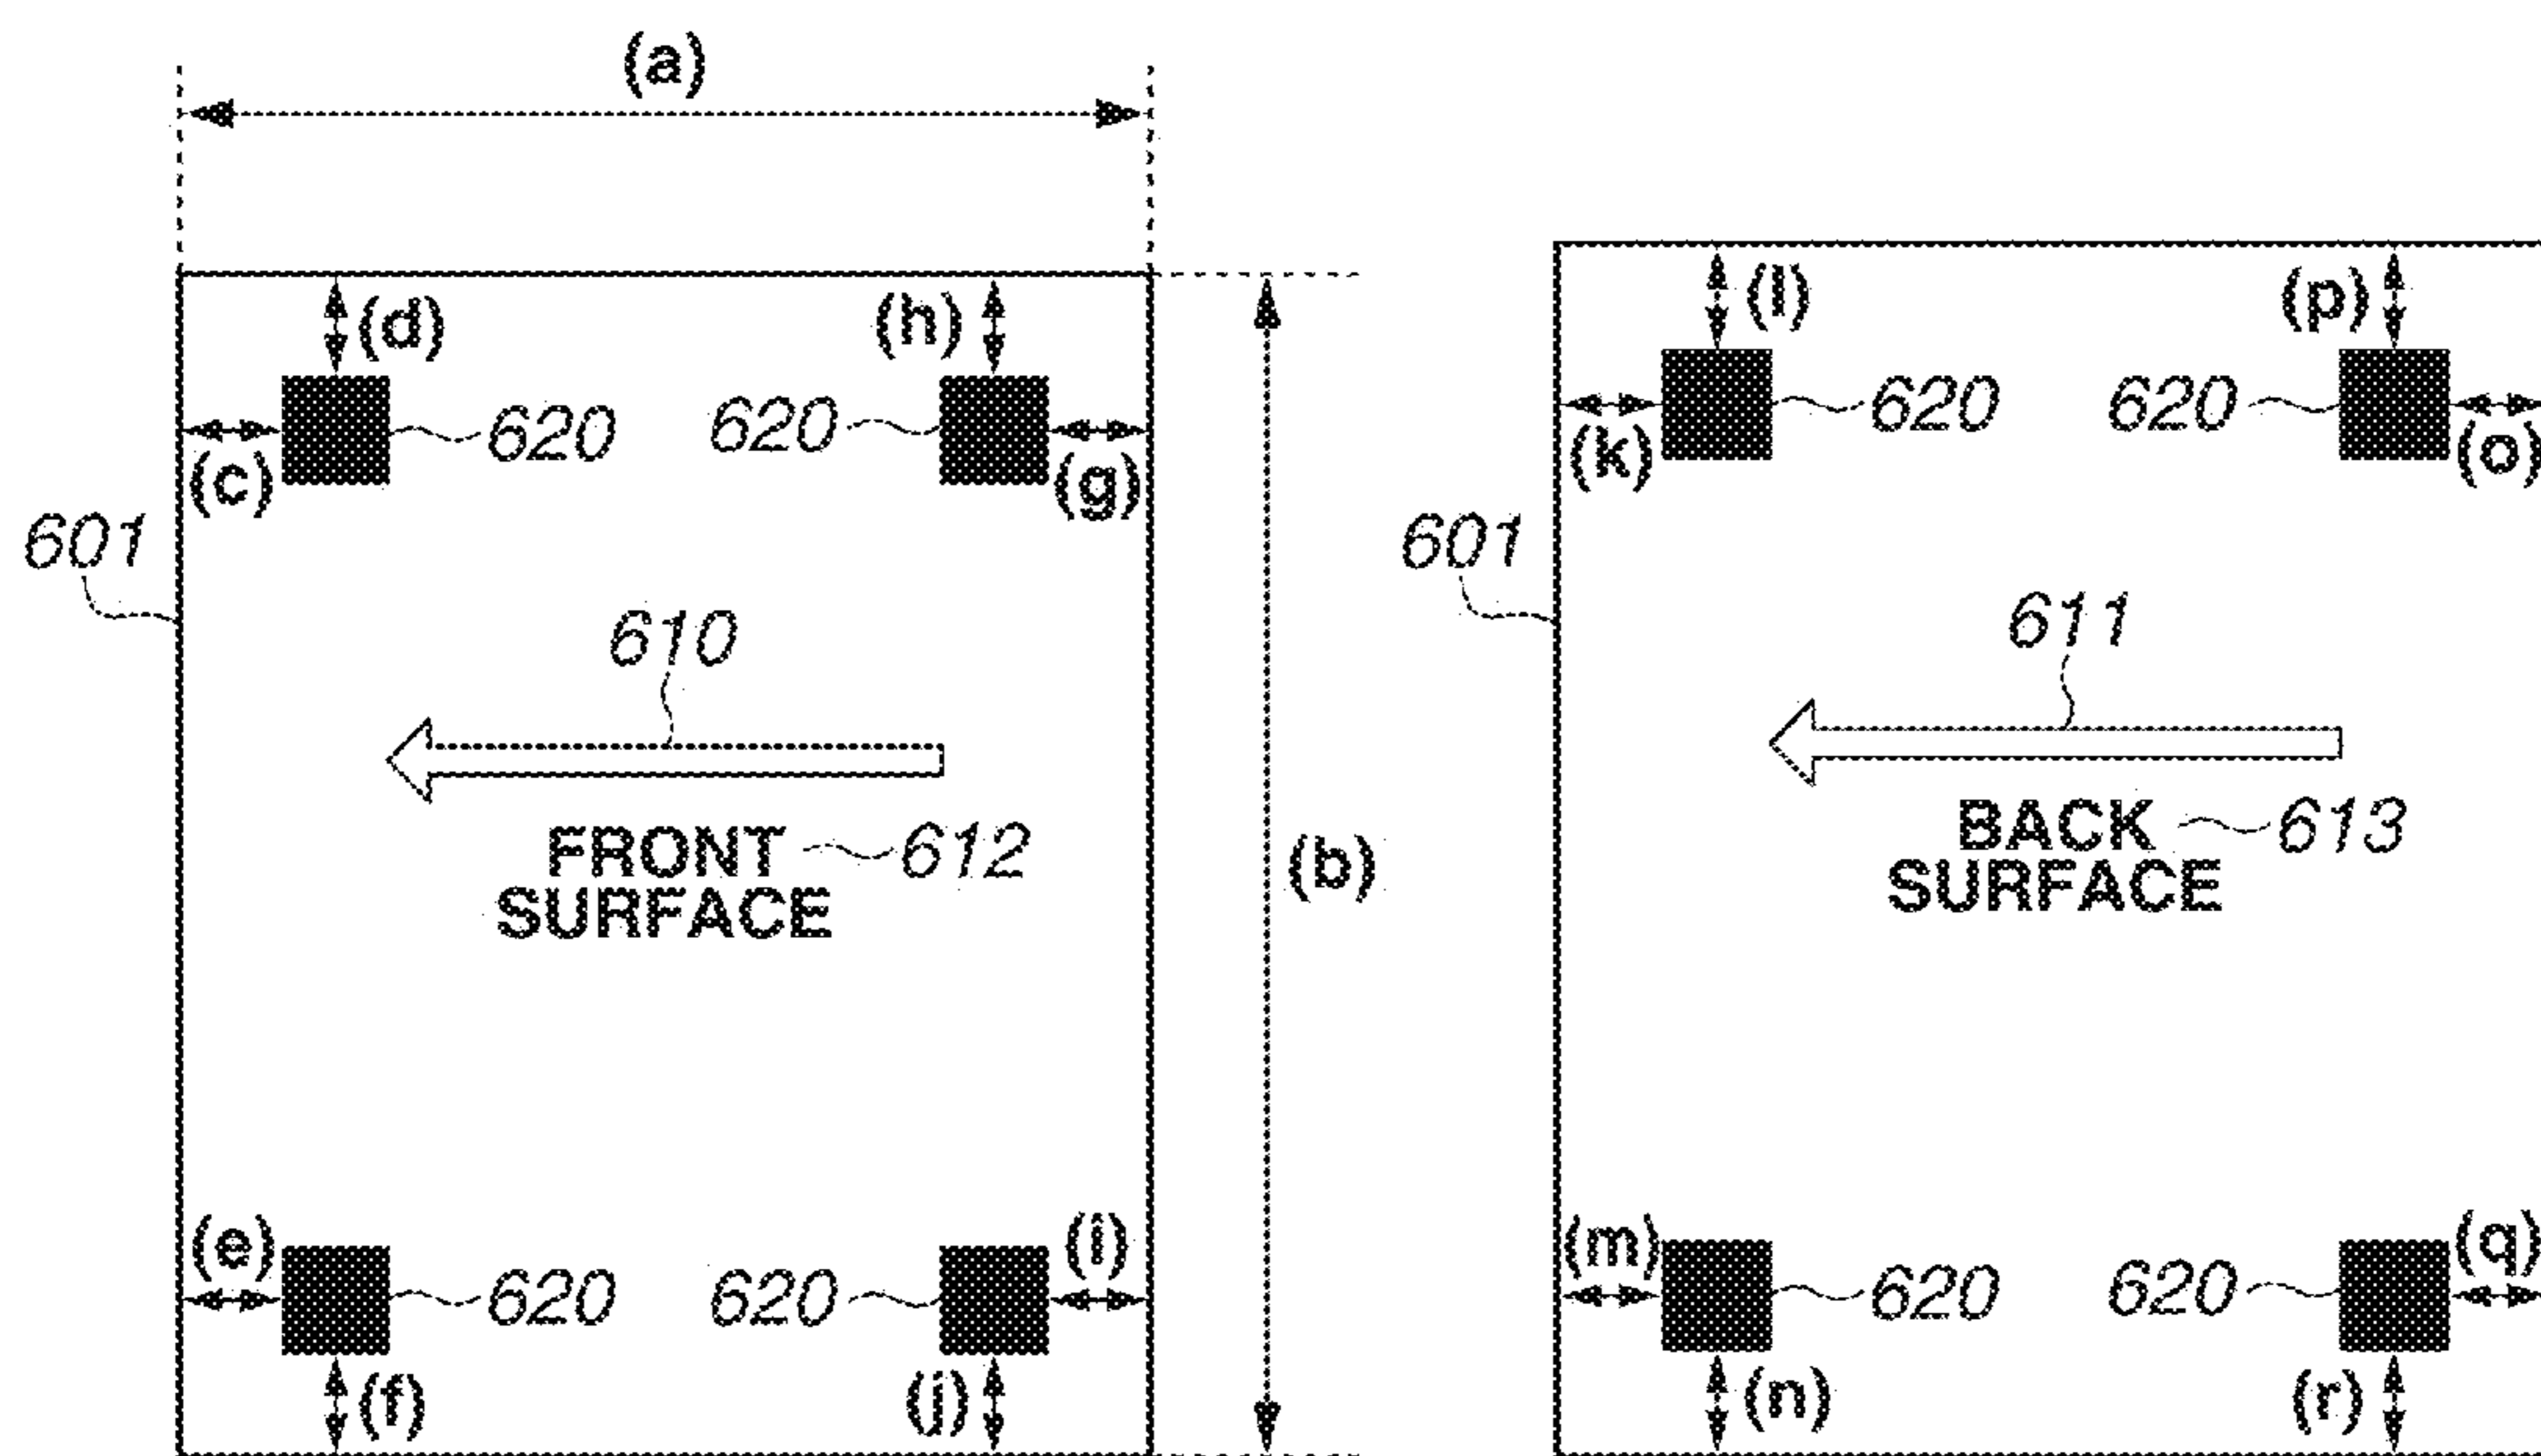 (a)
(d)
(h)
(l)
(p)
620
620
620
620
(c)
(g)
(k)
(o)
601
601
610
611
FRONT
SURFACE
612
(b)
BACK
SURFACE
613
(e)
(i)
(m)
(q)
620
620
620
620
(f)
(j)
(n)
(r)